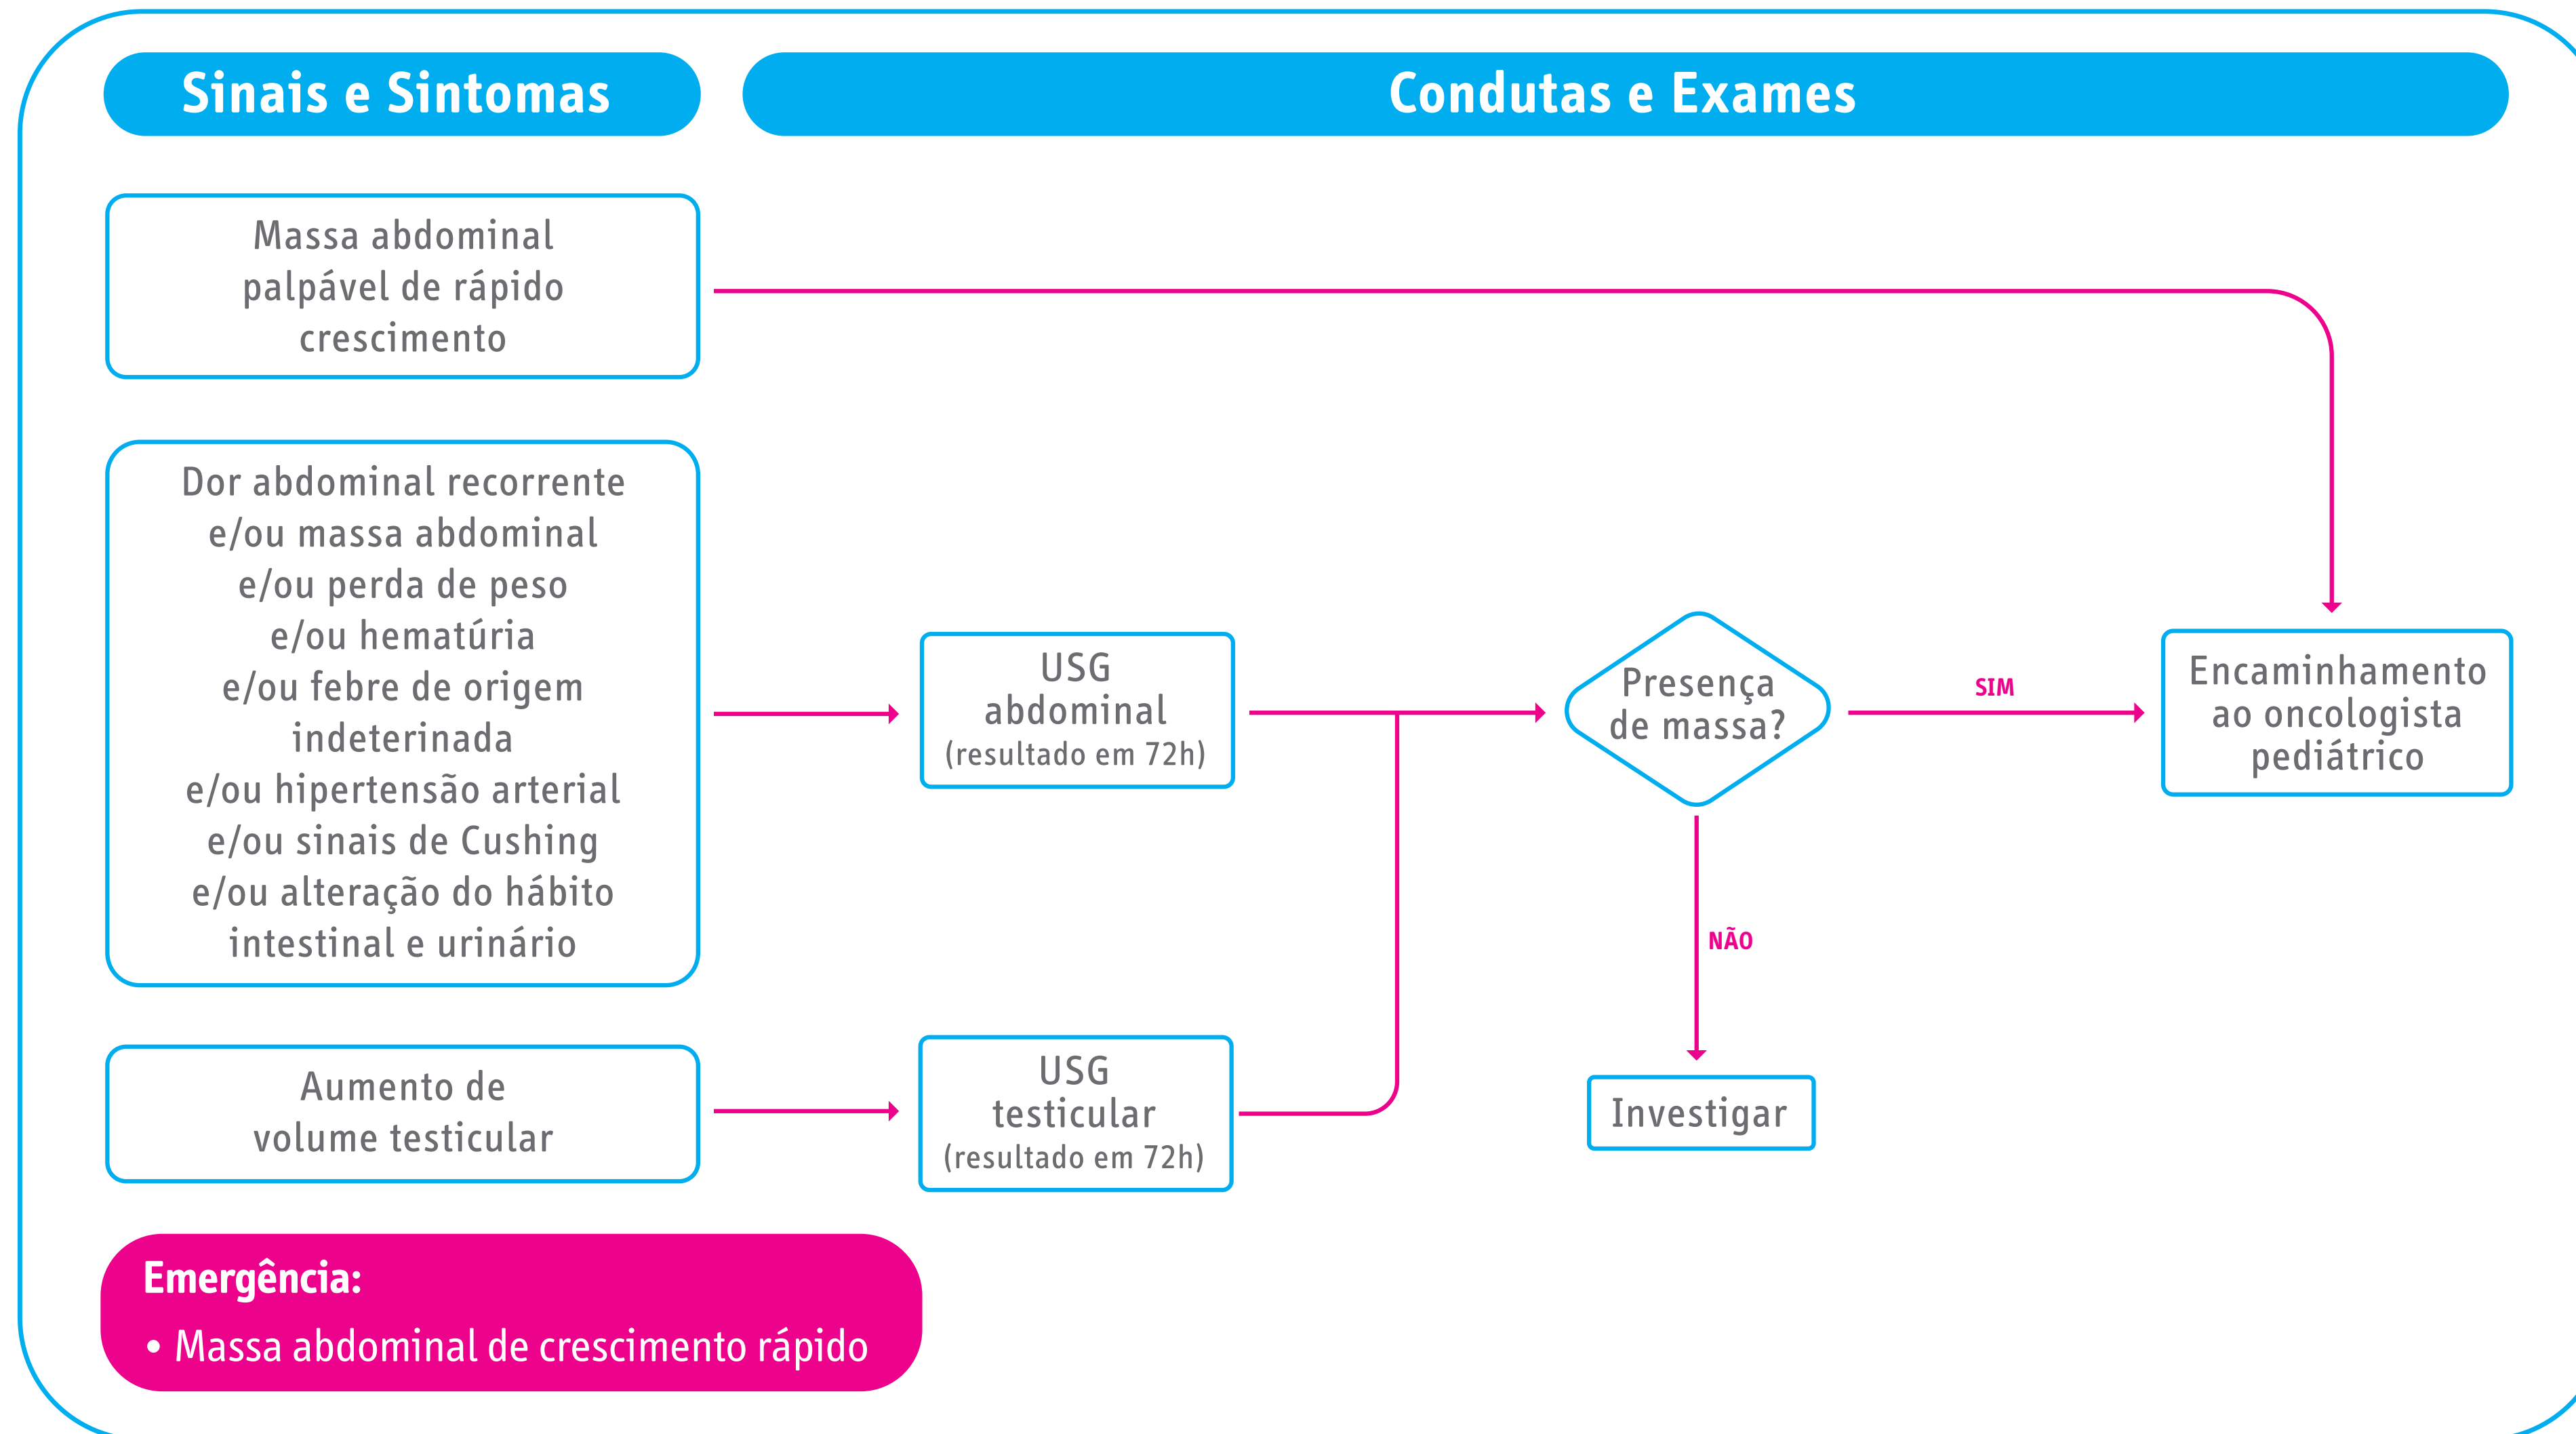 Sinais e Sintomas
Condutas e Exames
Massa abdominal
palpável de rápido
crescimento
Dor abdominal recorrente
e/ou massa abdominal
e/ou perda de peso
e/ou hematúria
e/ou febre de origem
indeterinada
e/ou hipertensão arterial
e/ou sinais de Cushing
e/ou alteração do hábito
intestinal e urinário
USG
abdominal
(resultado em 72h)
Presença
de massa?
SIM
Encaminhamento
ao oncologista
pediátrico
NÃO
Investigar
Aumento de
volume testicular
USG
testicular
(resultado em 72h)
Emergência:
• Massa abdominal de crescimento rápido